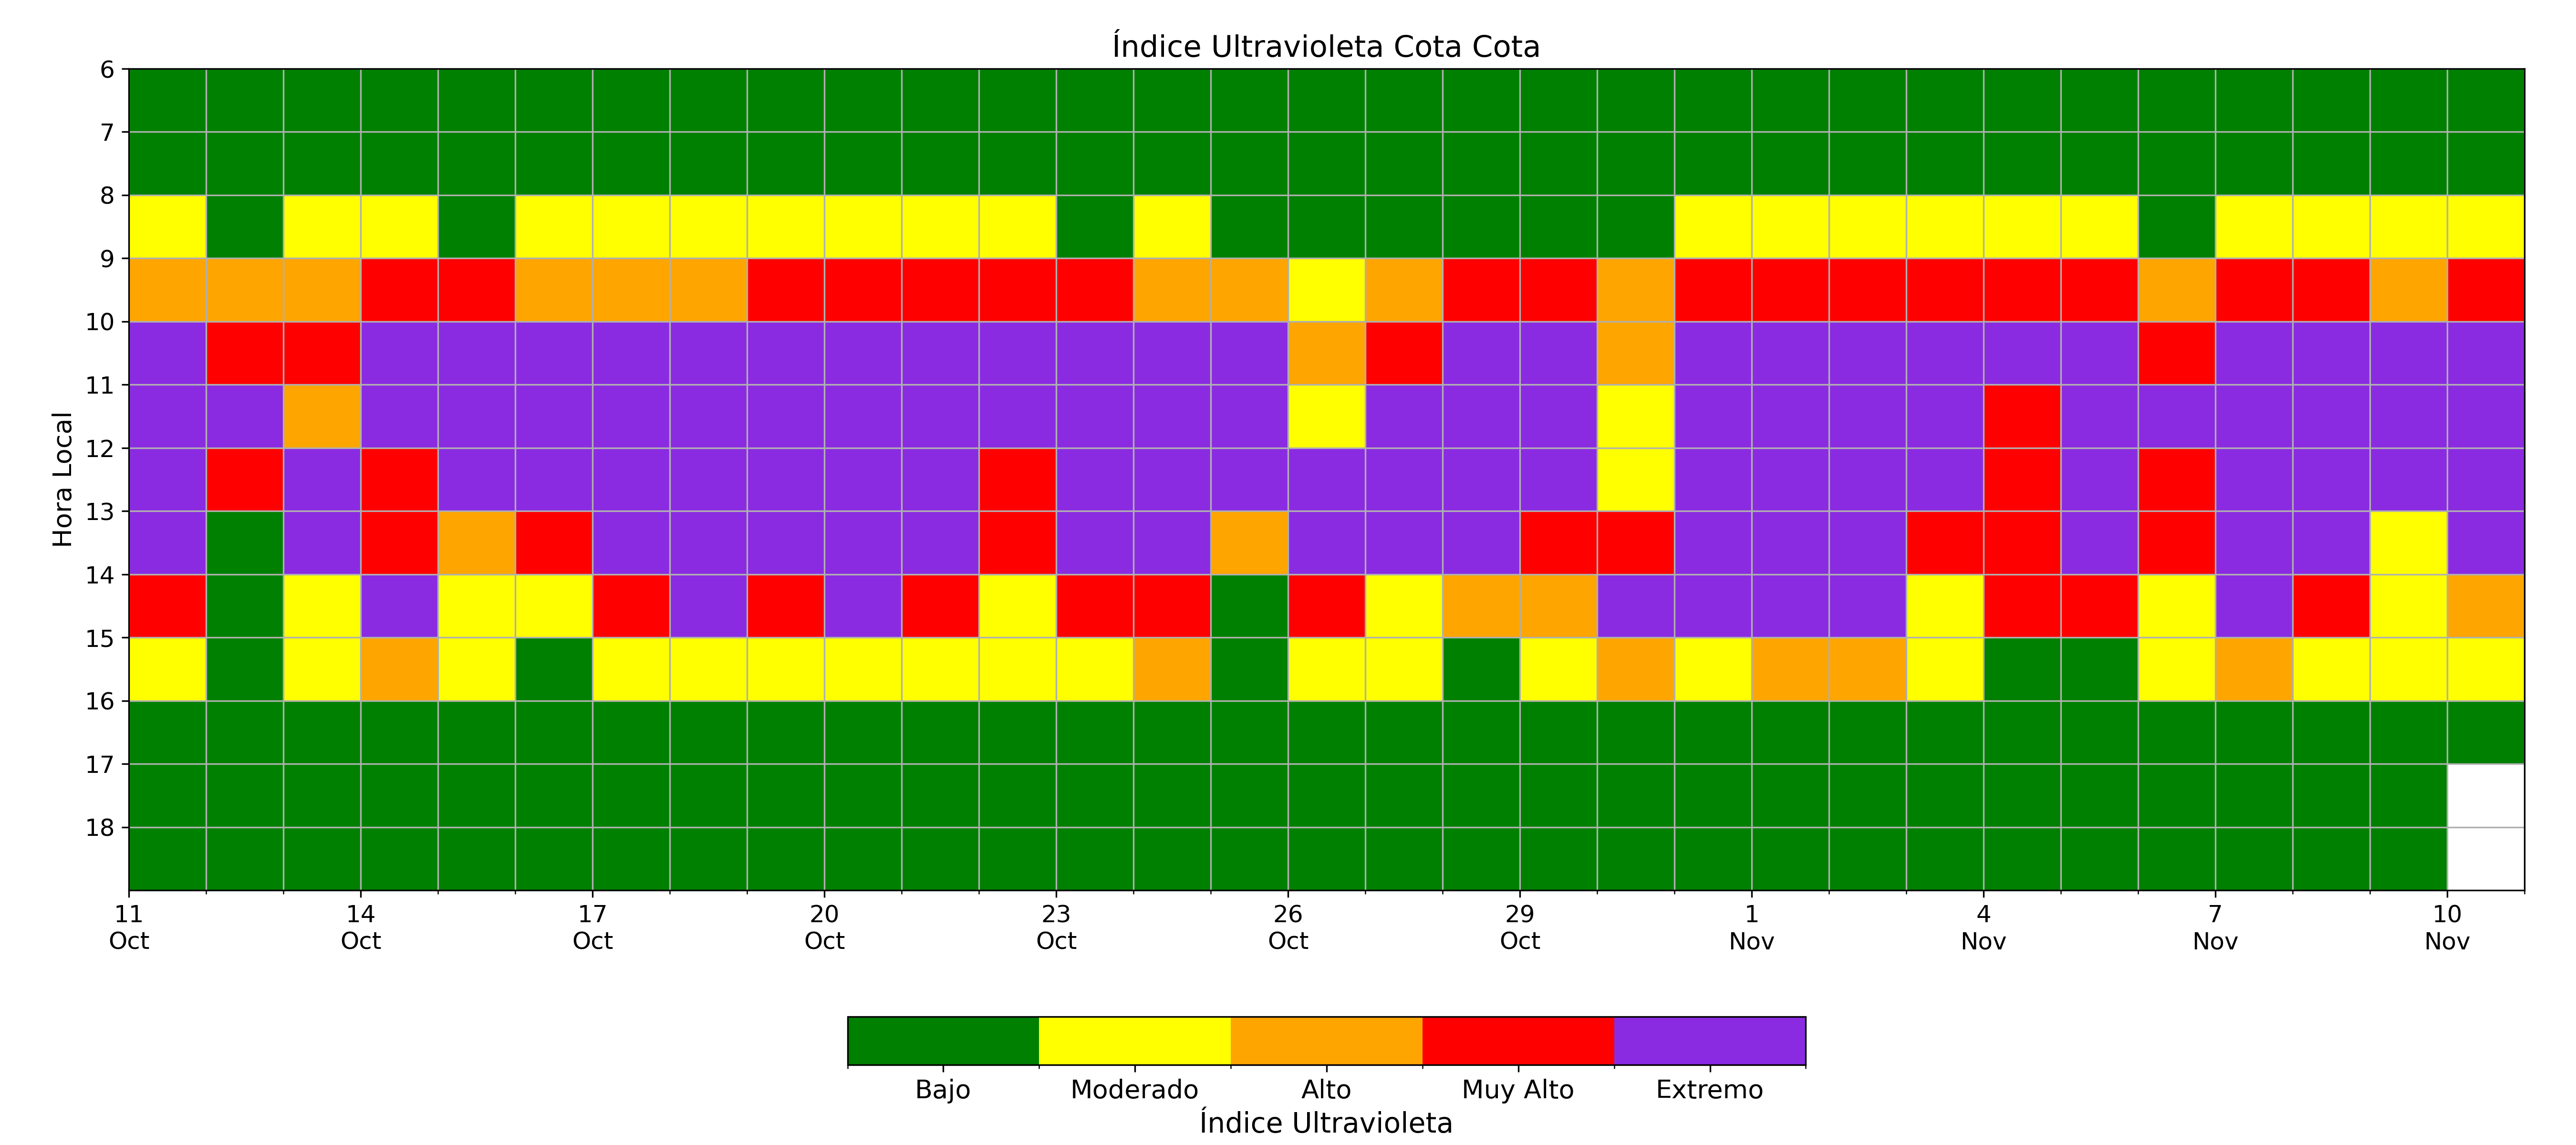 Índice Ultravioleta Cota Cota
Hora Local
6
7
8
9
10
11
12
13
14
15
16
17
18
11 14 17 20 23 26 29 1 4 7 10
Oct Oct Oct Oct Oct Oct Oct Nov Nov Nov Nov
Bajo Moderado Alto Muy Alto Extremo
Índice Ultravioleta